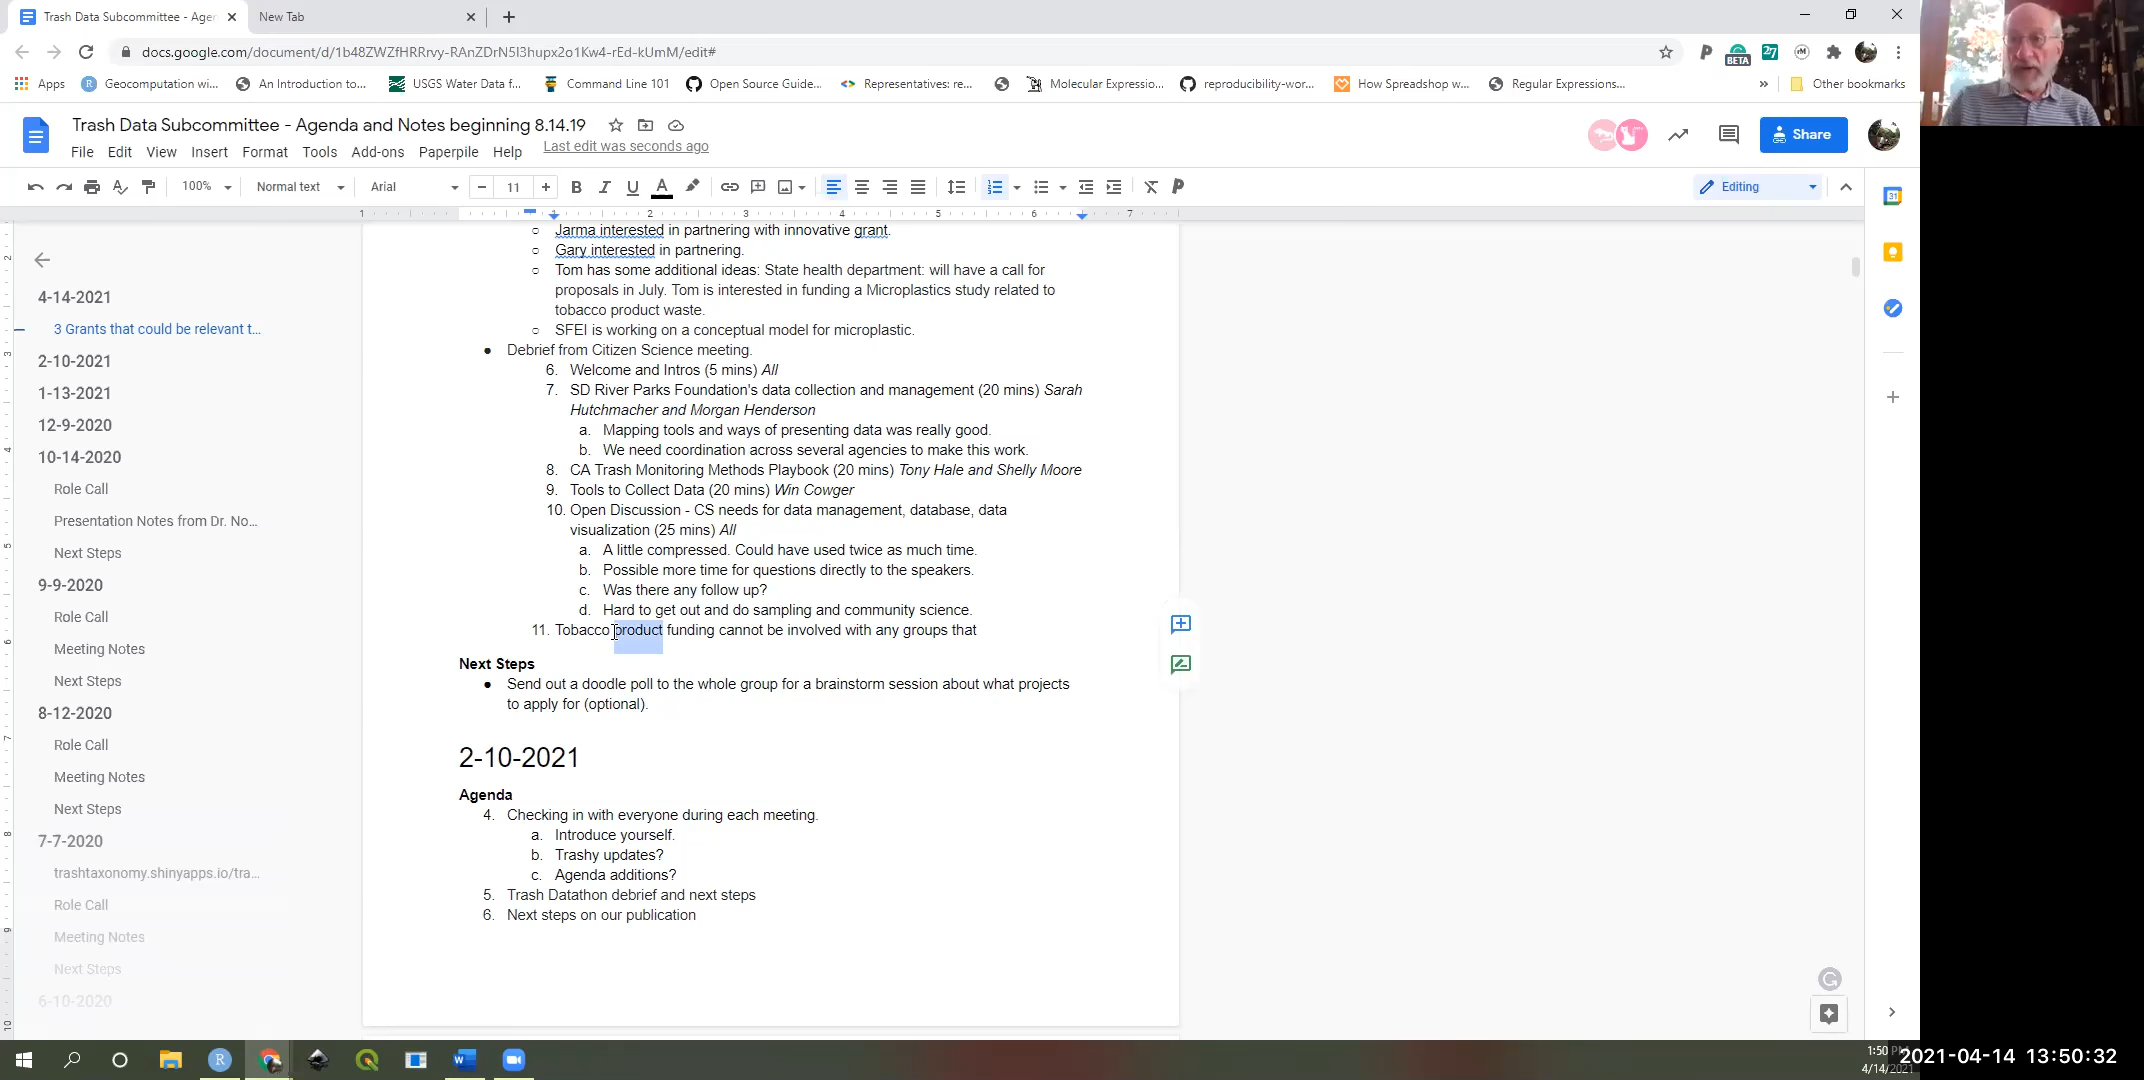 Trash Data Subcommittee - Agen
New Tab
docs.google.com/document/d/1b48ZWZfHRRrvy-RAnZDrN5I3hupx2o1Kw4-rEd-kUmM/edit#
BETA
Apps
Geocomputation wi...
An Introduction to...
USGS Water Data f...
Command Line 101
Open Source Guide...
Representatives: re...
Molecular Expressio...
reproducibility-wor...
How Spreadshop w...
Regular Expressions...
Other bookmarks
Trash Data Subcommittee - Agenda and Notes beginning 8.14.19
File Edit View Insert Format Tools Add-ons Paperpile Help
Last edit was seconds ago
Share
100% Normal text Arial 11
Editing
1 1 2 3 4 5 6 7
4-14-2021
3 Grants that could be relevant t...
2-10-2021
1-13-2021
12-9-2020
10-14-2020
Role Call
Presentation Notes from Dr. No...
Next Steps
9-9-2020
Role Call
Meeting Notes
Next Steps
8-12-2020
Role Call
Meeting Notes
Next Steps
7-7-2020
trashtaxonomy.shinyapps.io/tra...
Role Call
Meeting Notes
Next Steps
6-10-2020
○ Jarma interested in partnering with innovative grant.
○ Gary interested in partnering.
○ Tom has some additional ideas: State health department: will have a call for
proposals in July. Tom is interested in funding a Microplastics study related to
tobacco product waste.
○ SFEI is working on a conceptual model for microplastic.
● Debrief from Citizen Science meeting.
6. Welcome and Intros (5 mins) All
7. SD River Parks Foundation's data collection and management (20 mins) Sarah
Hutchmacher and Morgan Henderson
a. Mapping tools and ways of presenting data was really good.
b. We need coordination across several agencies to make this work.
8. CA Trash Monitoring Methods Playbook (20 mins) Tony Hale and Shelly Moore
9. Tools to Collect Data (20 mins) Win Cowger
10. Open Discussion - CS needs for data management, database, data
visualization (25 mins) All
a. A little compressed. Could have used twice as much time.
b. Possible more time for questions directly to the speakers.
c. Was there any follow up?
d. Hard to get out and do sampling and community science.
11. Tobacco product funding cannot be involved with any groups that
Next Steps
● Send out a doodle poll to the whole group for a brainstorm session about what projects
to apply for (optional).
2-10-2021
Agenda
4. Checking in with everyone during each meeting.
a. Introduce yourself.
b. Trashy updates?
c. Agenda additions?
5. Trash Datathon debrief and next steps
6. Next steps on our publication
1:50 PM
4/14/2021
2021-04-14 13:50:32